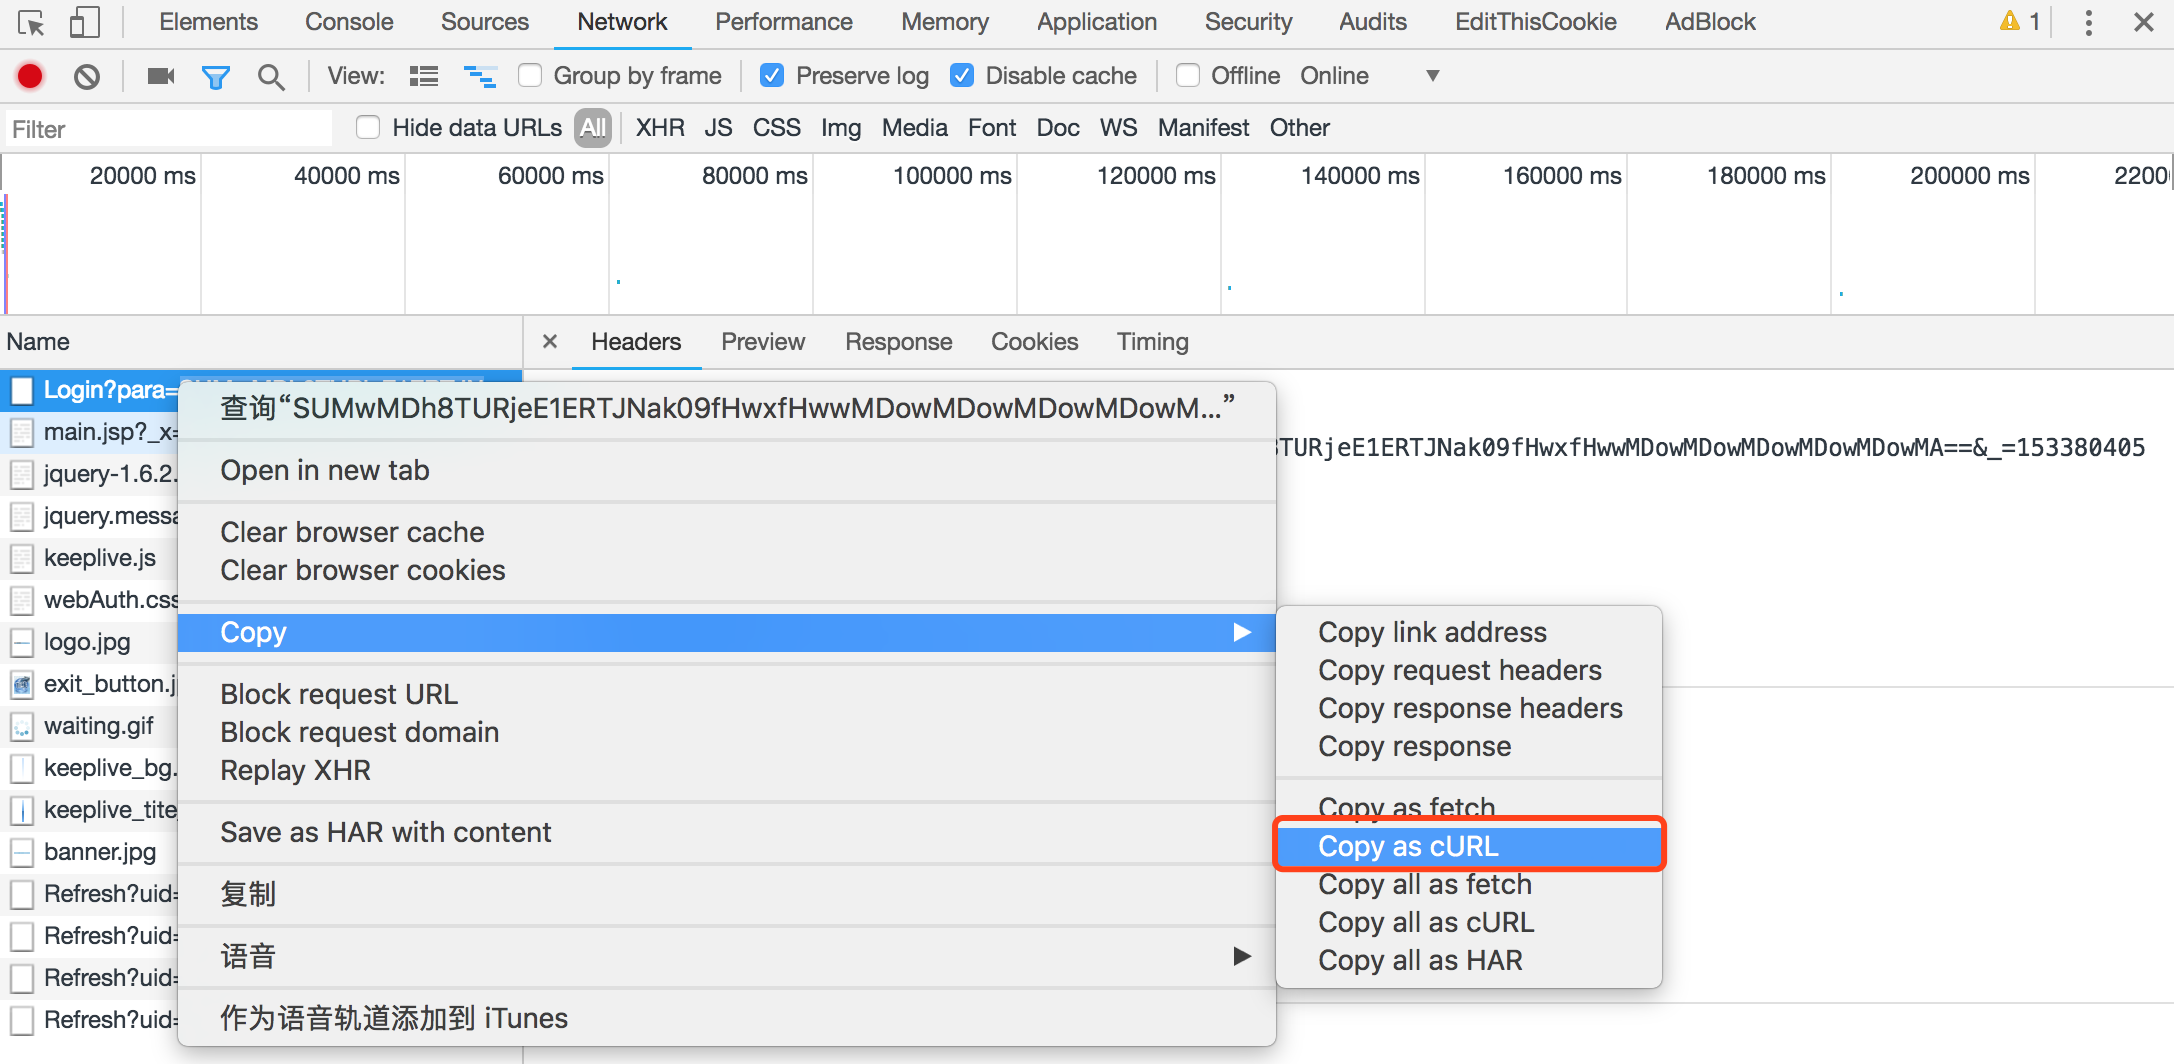 Elements Console Sources Network Performance Memory Application Security Audits EditThisCookie AdBlock 1
View: Group by frame Preserve log Disable cache Offline Online
Filter Hide data URLs All XHR JS CSS Img Media Font Doc WS Manifest Other
20000 ms 40000 ms 60000 ms 80000 ms 100000 ms 120000 ms 140000 ms 160000 ms 180000 ms 200000 ms 2200
Name Headers Preview Response Cookies Timing
Login?para=
查询“SUMwMDh8TURjeE1ERTJNak09fHwxfHwwMDowMDowMDowMDowM...”
main.jsp?_x=
TURjeE1ERTJNak09fHwxfHwwMDowMDowMDowMDowMDowMA==&_=153380405
jquery-1.6.2.
Open in new tab
jquery.messa
Clear browser cache
keeplive.js
Clear browser cookies
webAuth.css
Copy
Copy link address
logo.jpg
Copy request headers
exit_button.j
Block request URL
Copy response headers
waiting.gif
Block request domain
Copy response
keeplive_bg.
Replay XHR
keeplive_tite
Copy as fetch
Save as HAR with content
Copy as cURL
banner.jpg
Copy all as fetch
Refresh?uid=
复制
Copy all as cURL
Refresh?uid=
语音
Copy all as HAR
Refresh?uid=
作为语音轨道添加到 iTunes
Refresh?uid=